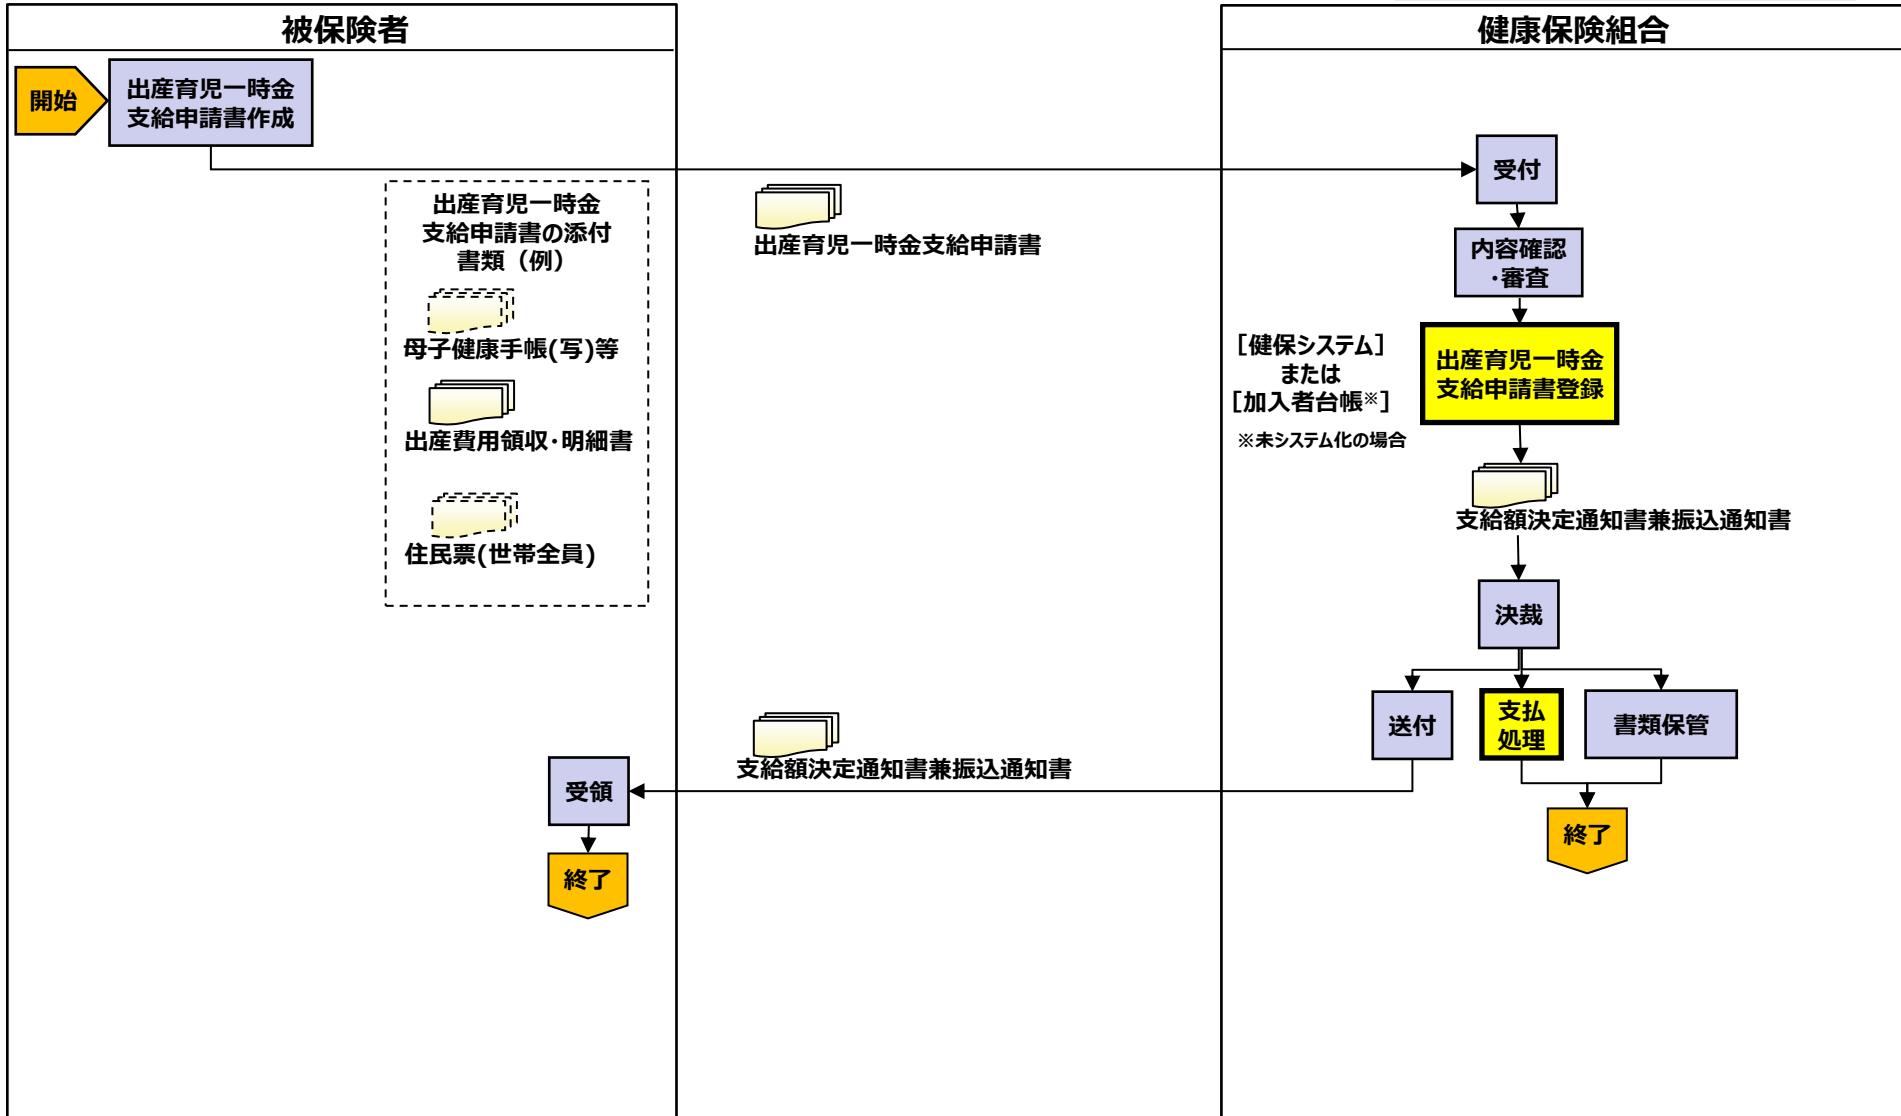 被保険者
健康保険組合
開始
出産育児一時金
支給申請書作成
出産育児一時金
支給申請書の添付
書類（例）
母子健康手帳(写)等
出産費用領収・明細書
住民票(世帯全員)
出産育児一時金支給申請書
受付
内容確認
・審査
［健保システム］
または
［加入者台帳※］
※未システム化の場合
出産育児一時金
支給申請書登録
支給額決定通知書兼振込通知書
決裁
送付
支払
処理
書類保管
支給額決定通知書兼振込通知書
受領
終了
終了